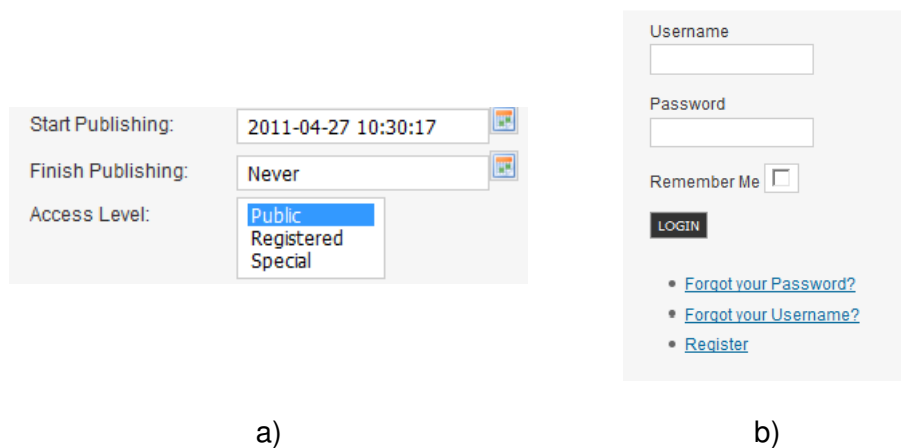 Start Publishing: 2011-04-27 10:30:17
Finish Publishing: Never
Access Level: Public
Registered
Special
a)
Username
Password
Remember Me
LOGIN
Forgot your Password?
Forgot your Username?
Register
b)